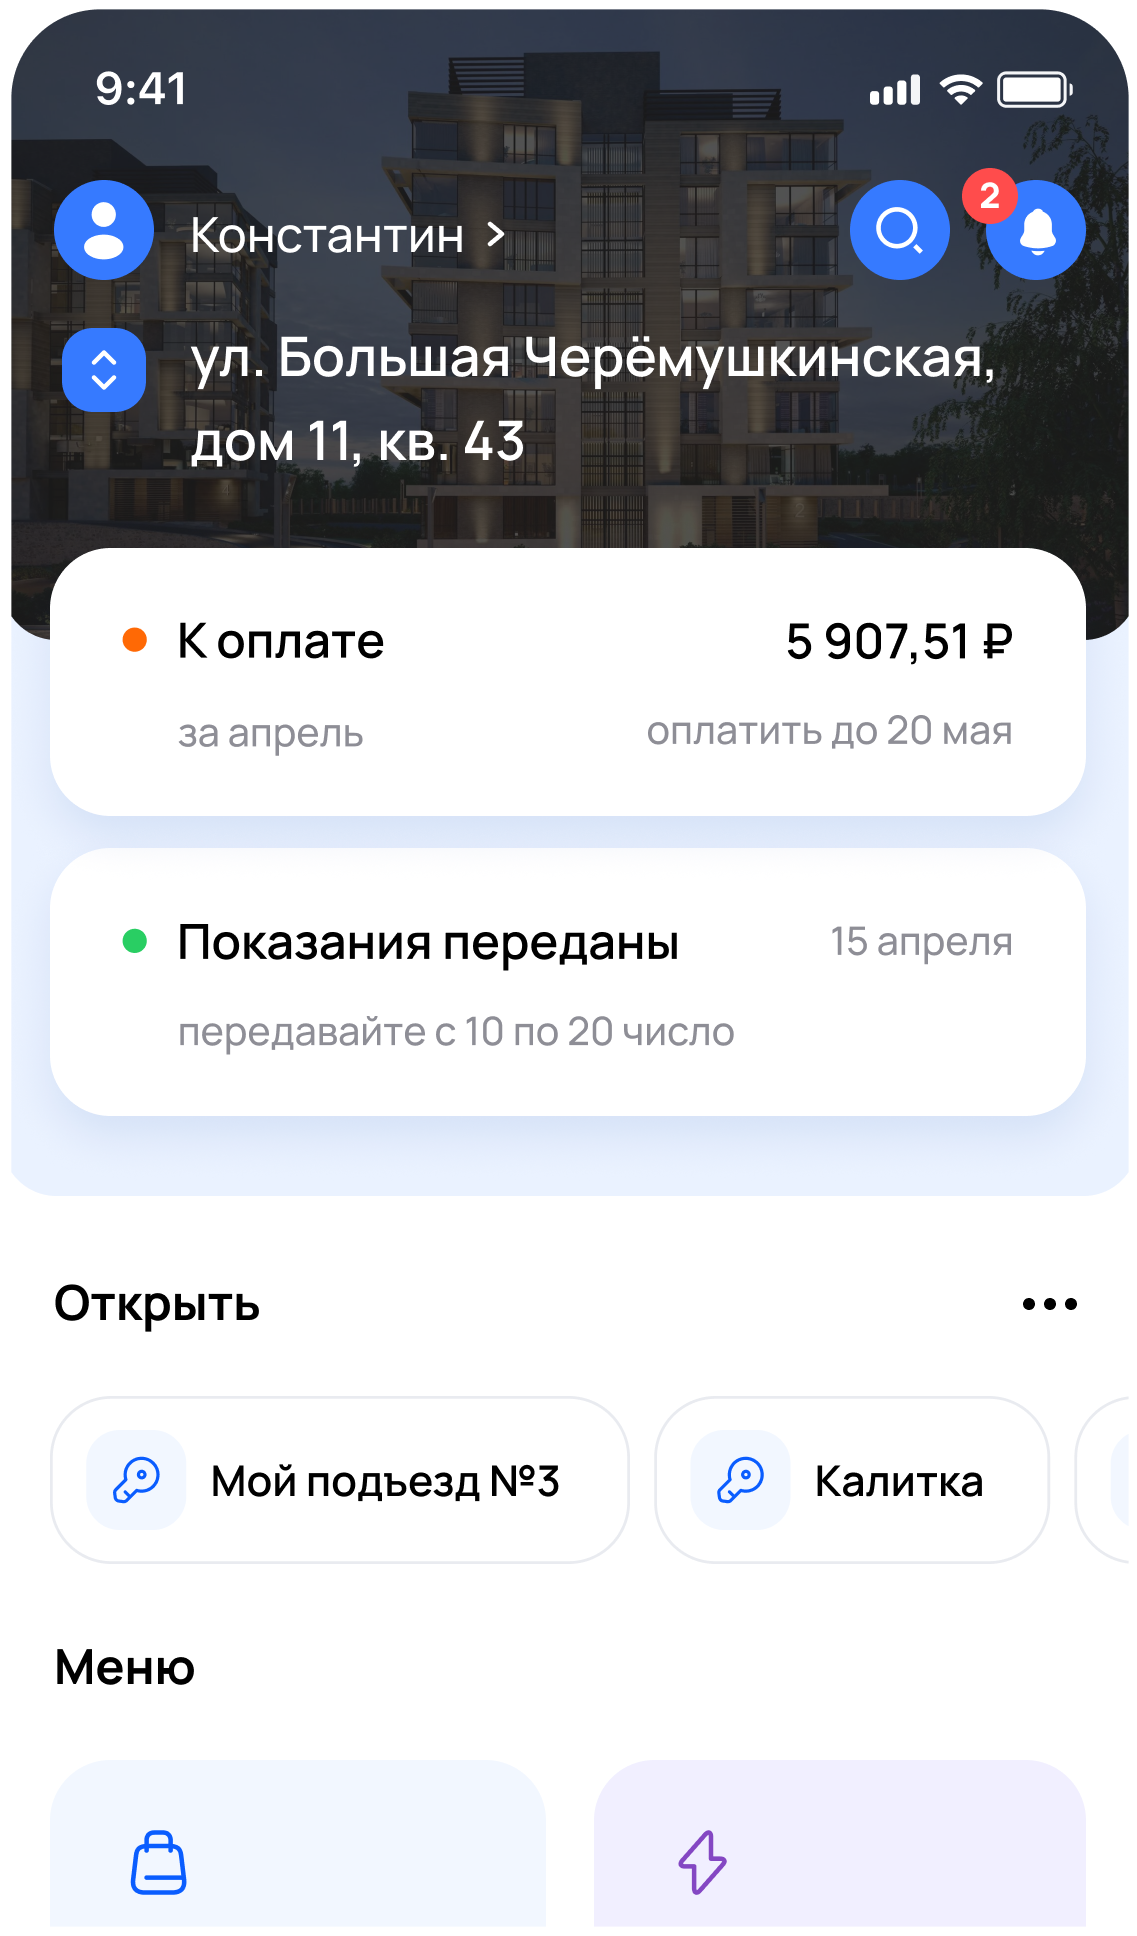 9:41
2
Константин
ул. Большая Черёмушкинская,
дом 11, кв. 43
К оплате 5 907,51 ₽
за апрель оплатить до 20 мая
Показания переданы 15 апреля
передавайте с 10 по 20 число
Открыть
Мой подъезд №3 Калитка
Меню